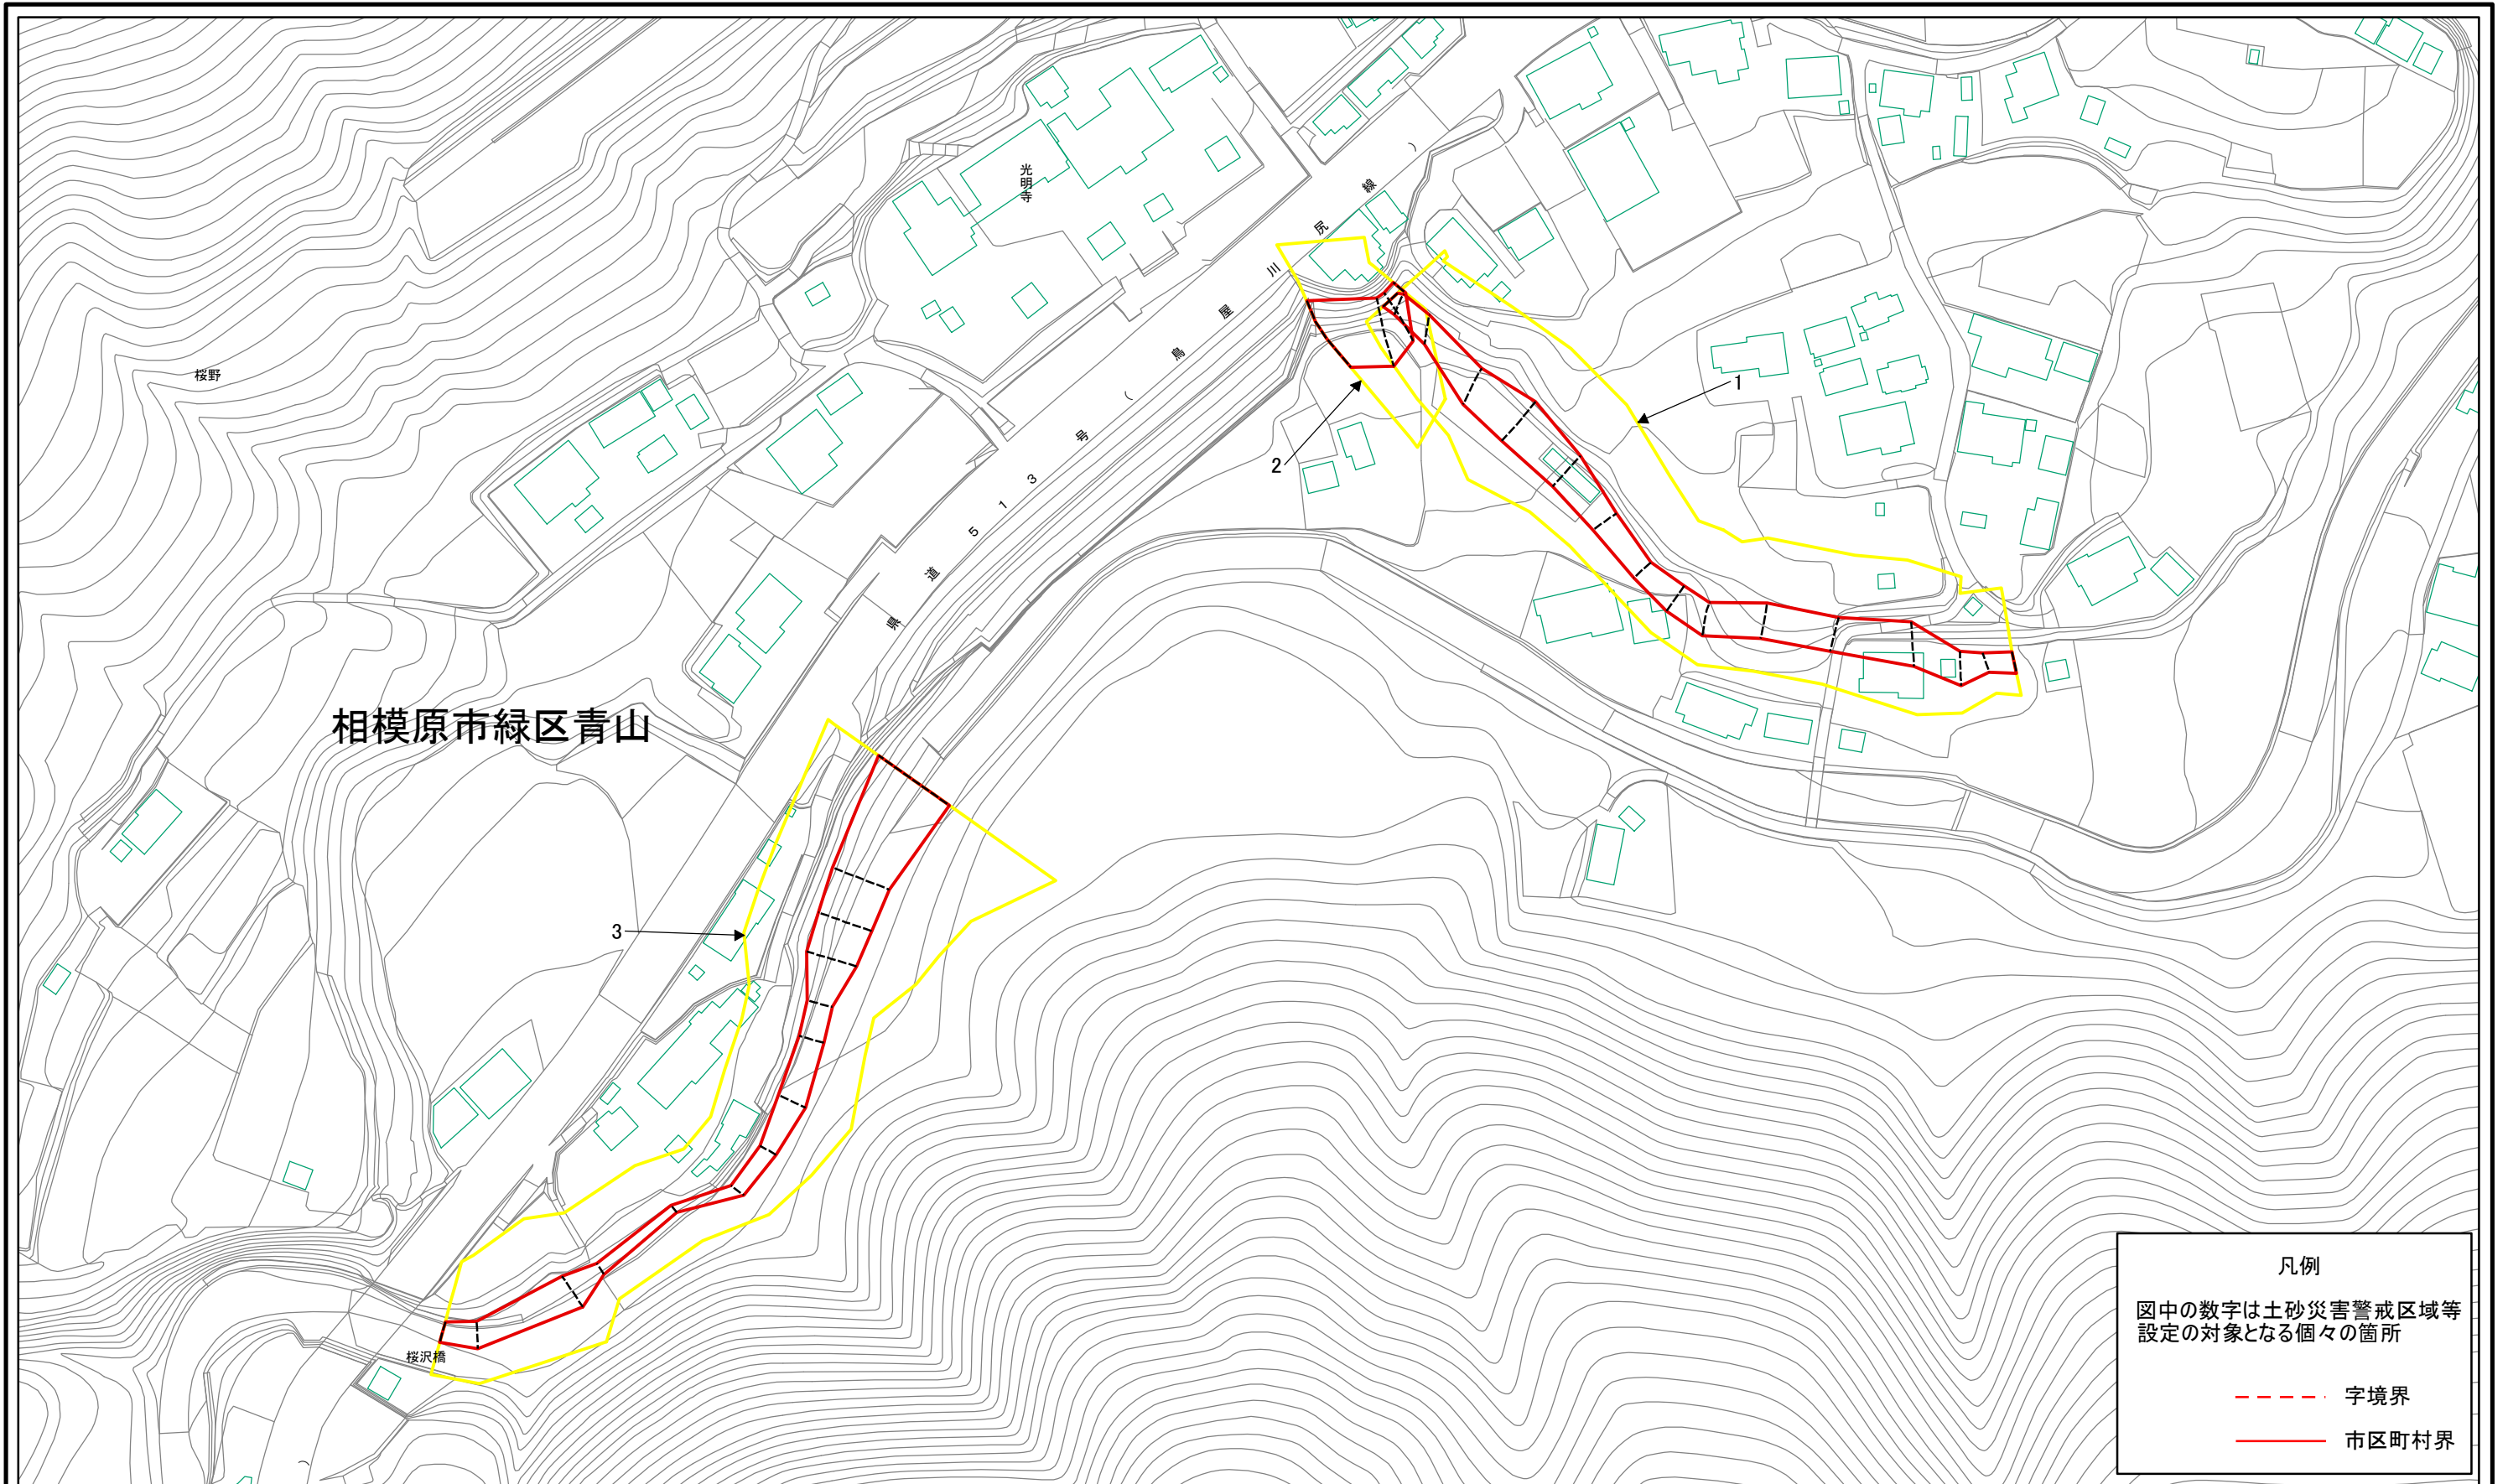 光明寺
桜野
県道513号(鳥屋川尻線)
1
2
相模原市緑区青山
3
桜沢橋
)
凡例
図中の数字は土砂災害警戒区域等
設定の対象となる個々の箇所
字境界
市区町村界